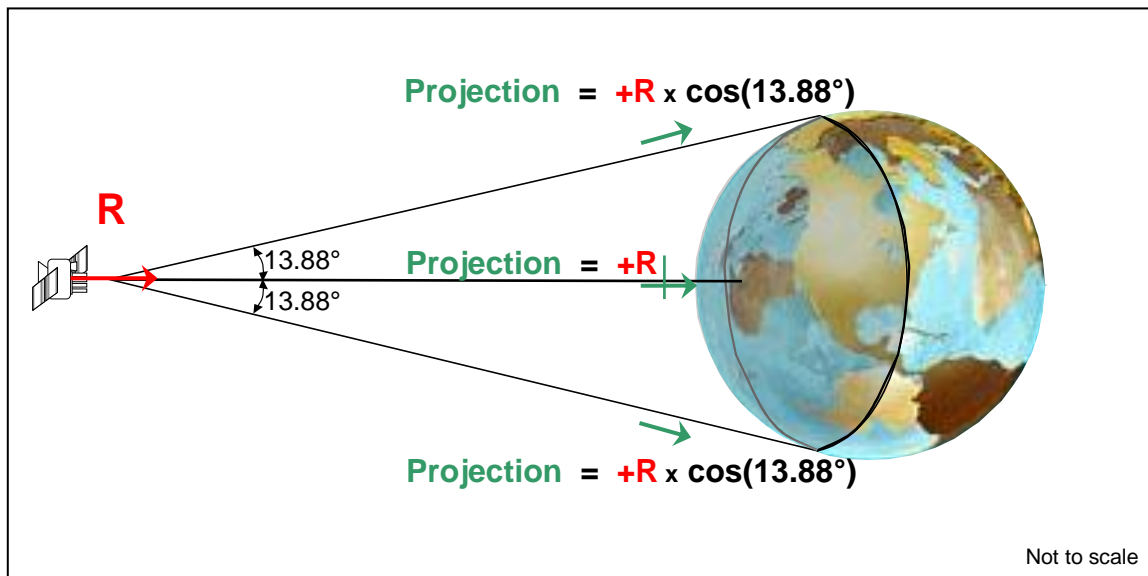 Projection = +R x cos(13.88°)
R
13.88°
Projection = +R
13.88°
Projection = +R x cos(13.88°)
Not to scale